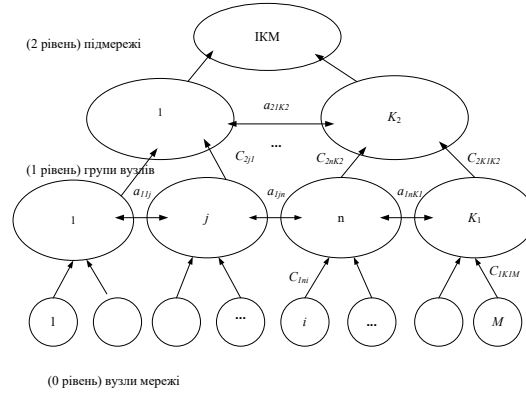 ІКМ
(2 рівень) підмережі
1
a21K2
K2
...
C2j1
C2nK2
C2K1K2
(1 рівень) групи вузлів
a11j
a1jn
a1nK1
1
j
n
K1
C1ni
C1K1M
1
...
i
...
M
(0 рівень) вузли мережі